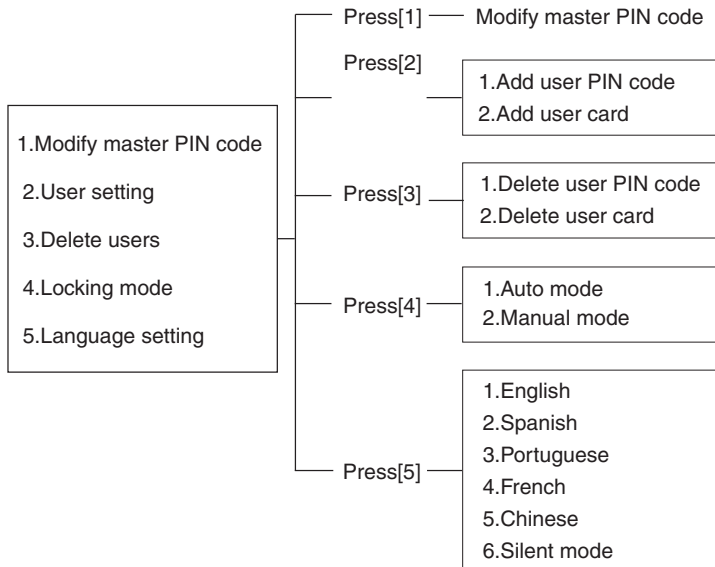 1.Modify master PIN code
2.User setting
3.Delete users
4.Locking mode
5.Language setting
Press[1]
Modify master PIN code
Press[2]
1.Add user PIN code
2.Add user card
Press[3]
1.Delete user PIN code
2.Delete user card
Press[4]
1.Auto mode
2.Manual mode
Press[5]
1.English
2.Spanish
3.Portuguese
4.French
5.Chinese
6.Silent mode